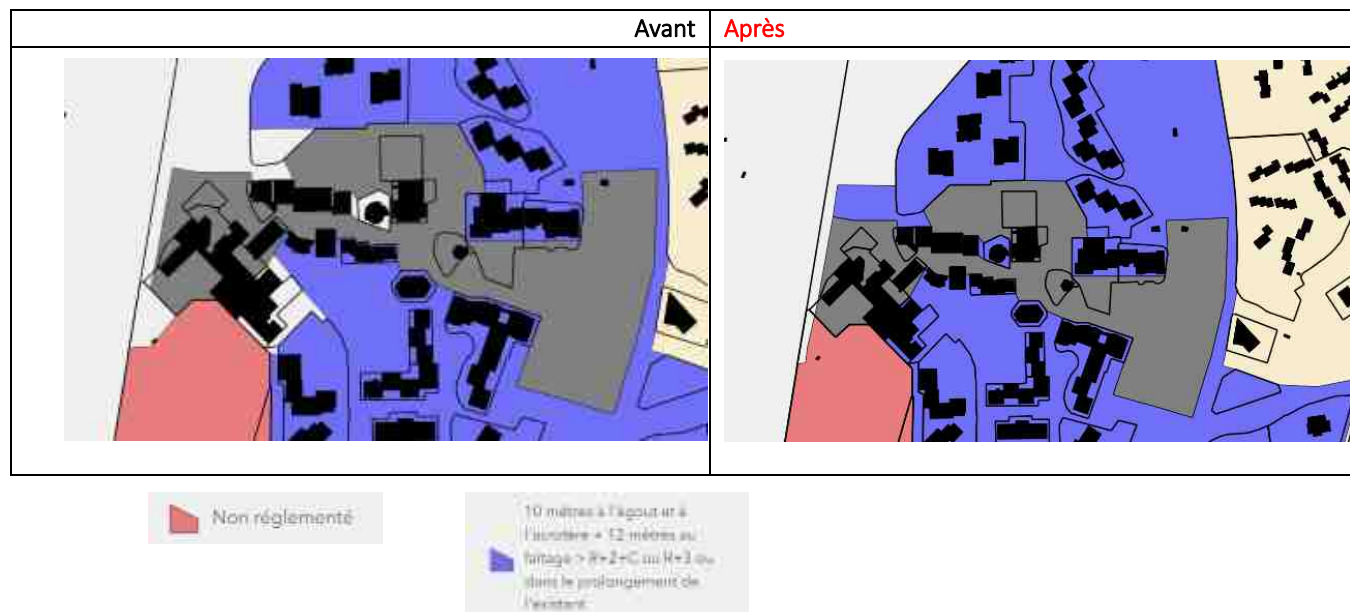 Avant
Après
Non réglementé
10 mètres à l'égout et à
l'acrotère + 12 mètres au
faîtage > R+2+C ou R+3 ou
dans le prolongement de
l'existant